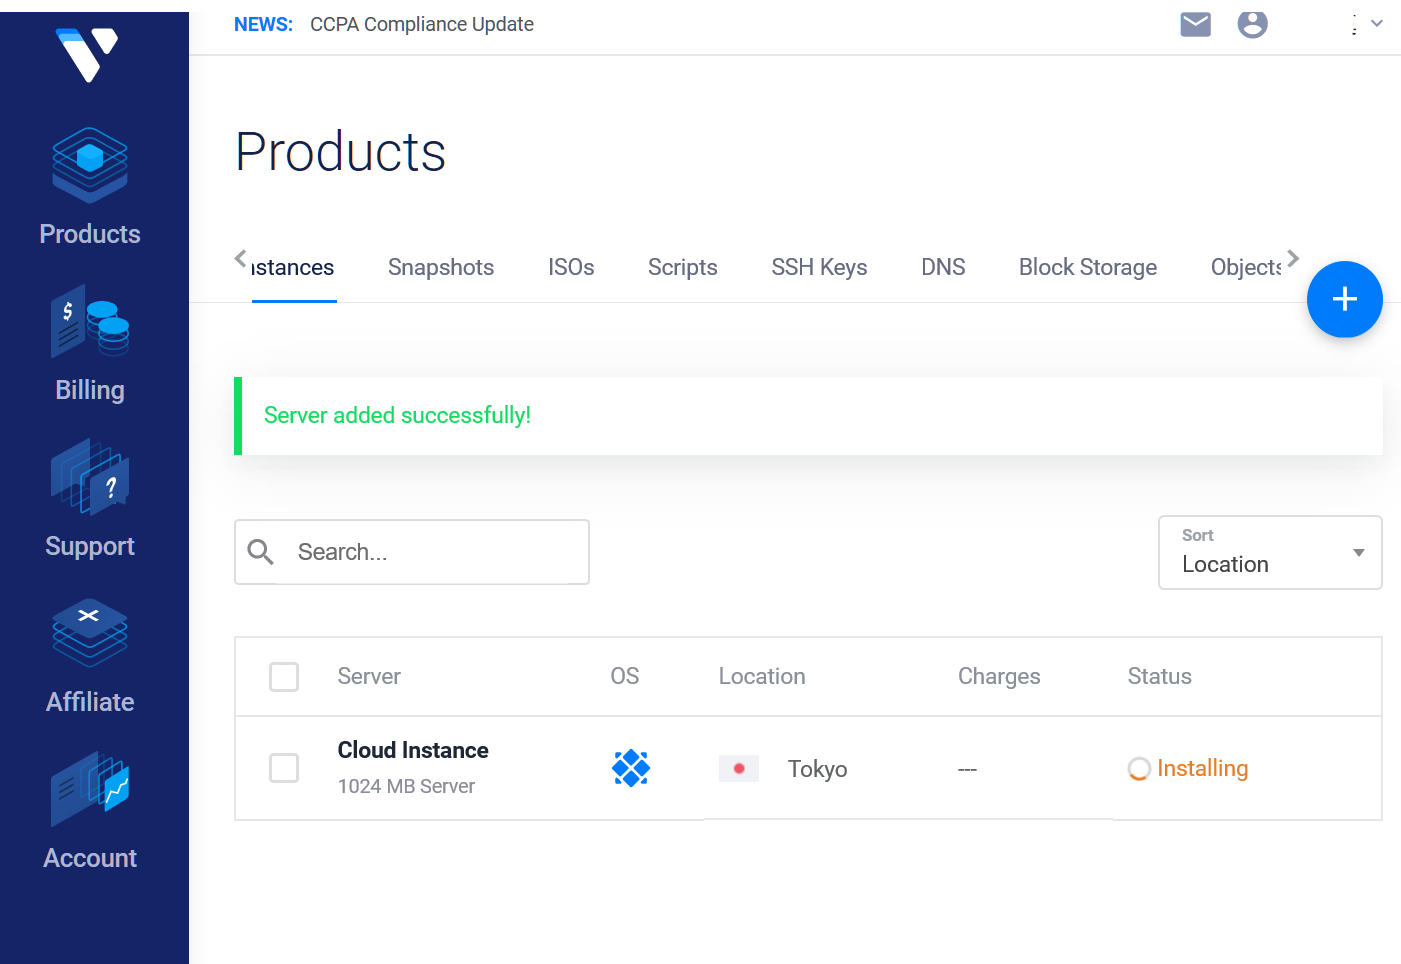 NEWS: CCPA Compliance Update
Products
Billing
Support
Affiliate
Account
Products
nstances Snapshots ISOs Scripts SSH Keys DNS Block Storage Objects
Server added successfully!
Search...
Sort
Location
Server OS Location Charges Status
Cloud Instance
1024 MB Server
Tokyo --- Installing